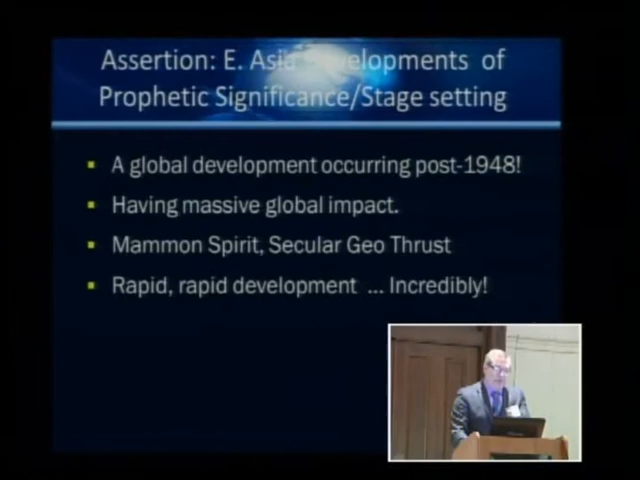 Assertion: E. Asia Developments of
Prophetic Significance/Stage setting
A global development occurring post-1948!
Having massive global impact.
Mammon Spirit, Secular Geo Thrust
Rapid, rapid development ... Incredibly!